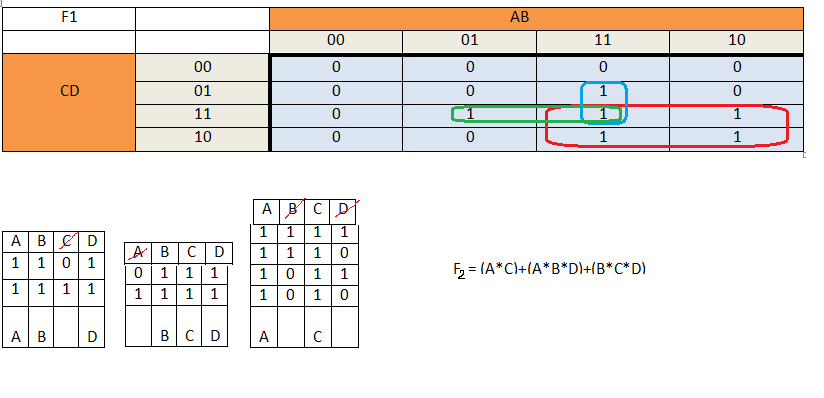 F1 AB
00 01 11 10
00 0 0 0 0
CD 01 0 0 1 0
11 0 1 1 1
10 0 0 1 1
A B C D
1 1 0 1
1 1 1 1
A B D
A B C D
0 1 1 1
1 1 1 1
B C D
A B C D
1 1 1 1
1 1 1 0
1 0 1 1
1 0 1 0
A C
F2 = (A*C)+(A*B*D)+(B*C*D)